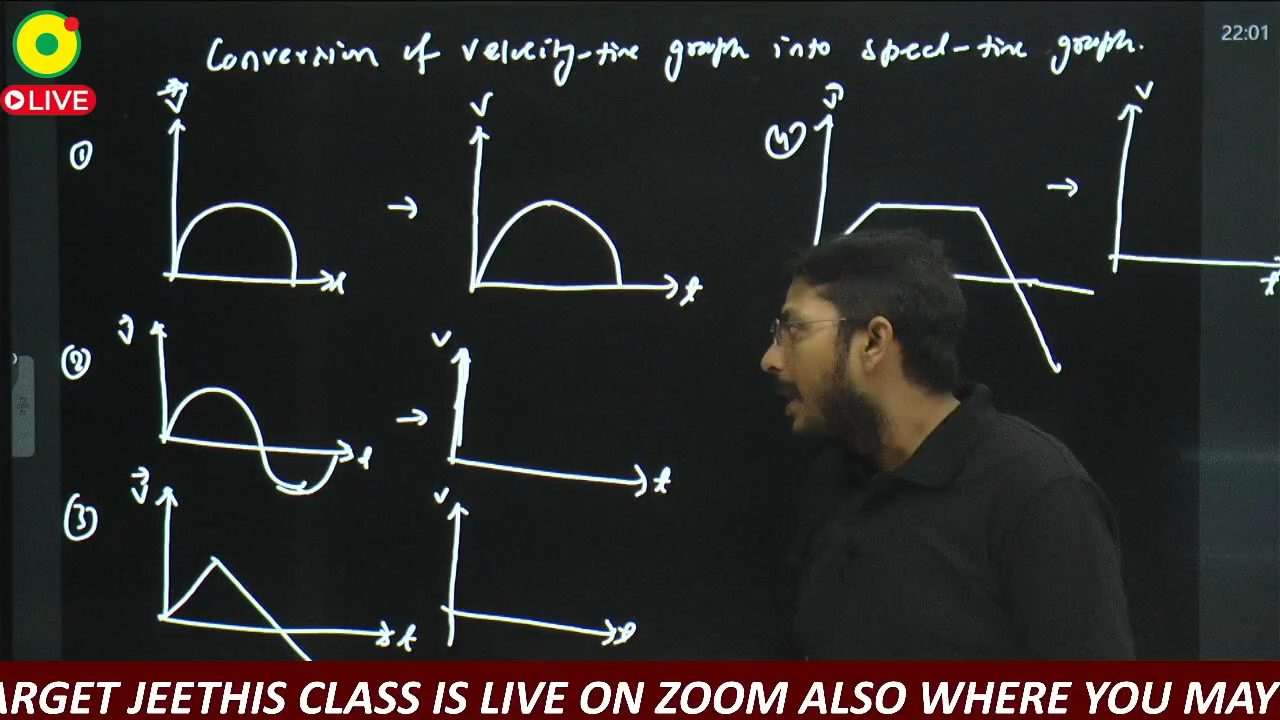 22:01
Conversion of velocity-time graph into speed-time graph.
LIVE
① v⃗ t → v t
④ v⃗ → v t
② v⃗ t → v t
③ v⃗ t v t
ARGET JEETHIS CLASS IS LIVE ON ZOOM ALSO WHERE YOU MAY